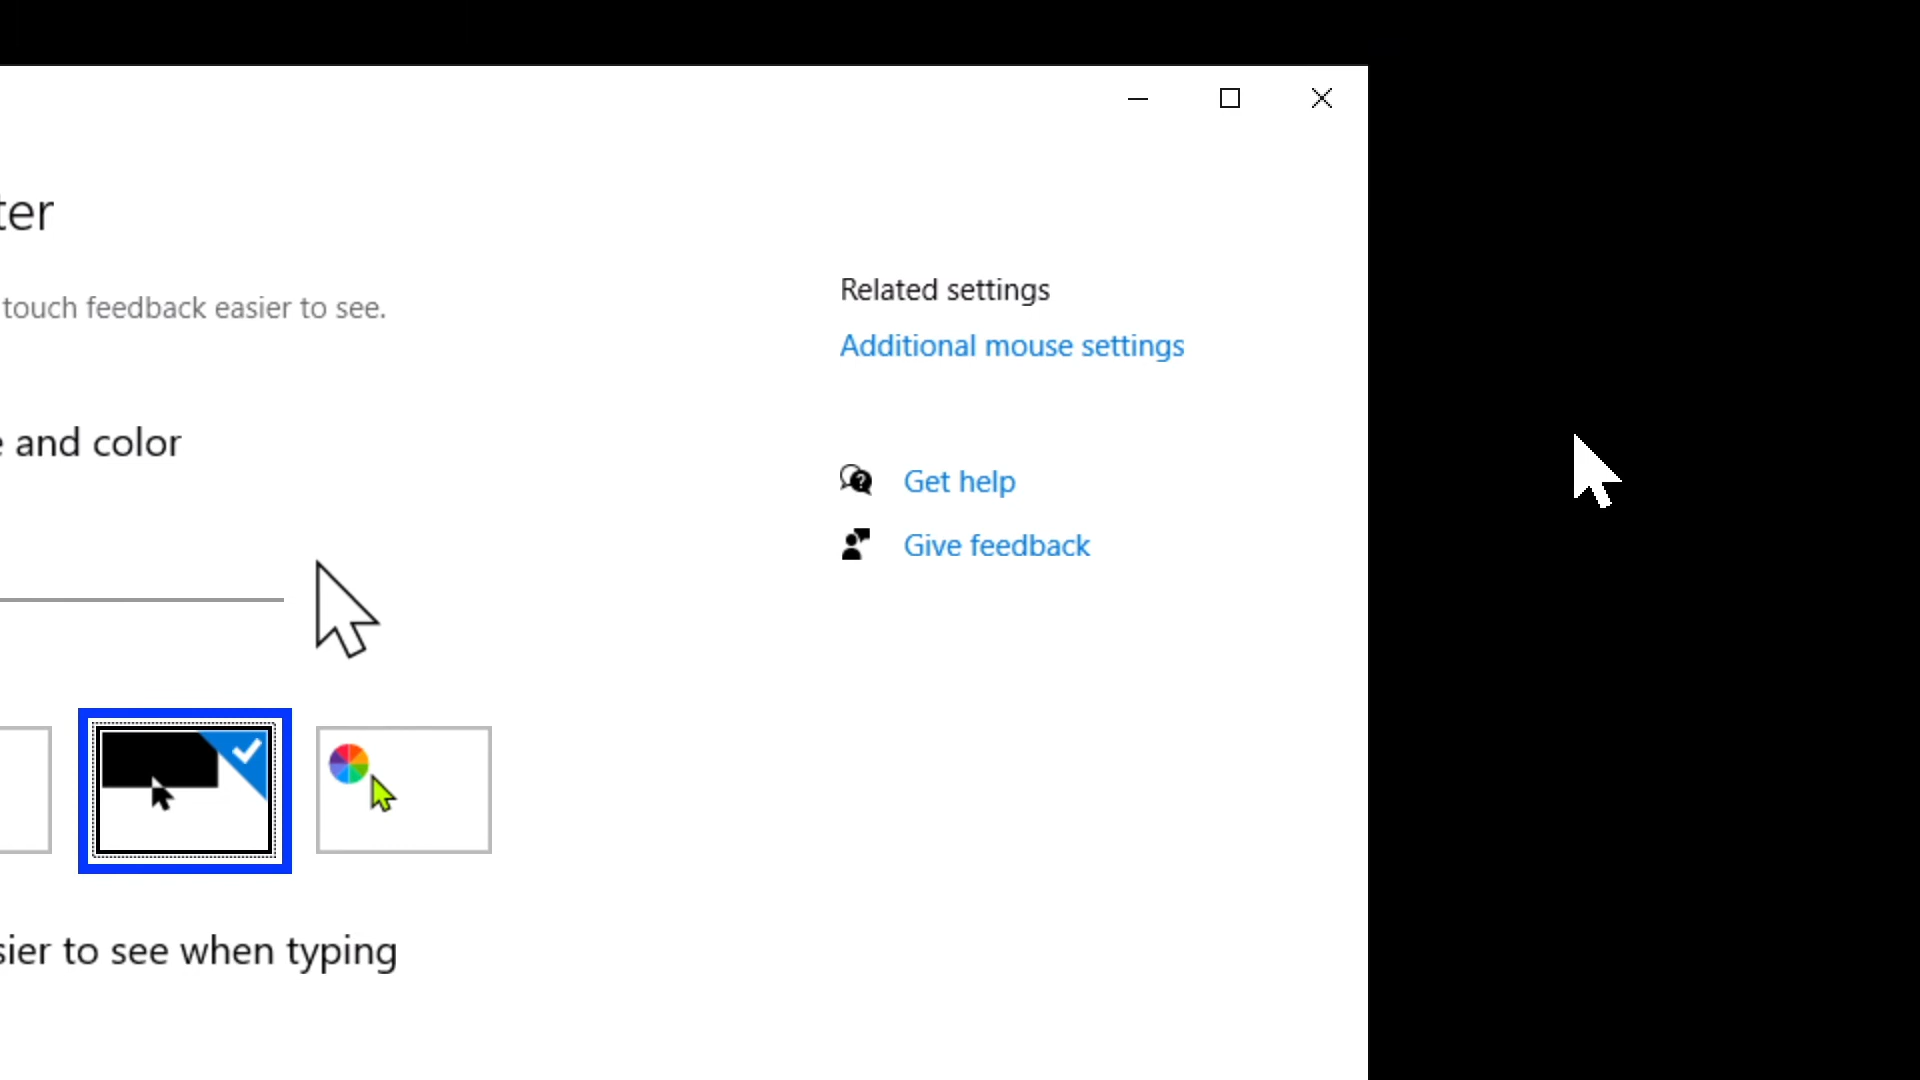 ter
touch feedback easier to see.
Related settings
Additional mouse settings
e and color
Get help
Give feedback
sier to see when typing